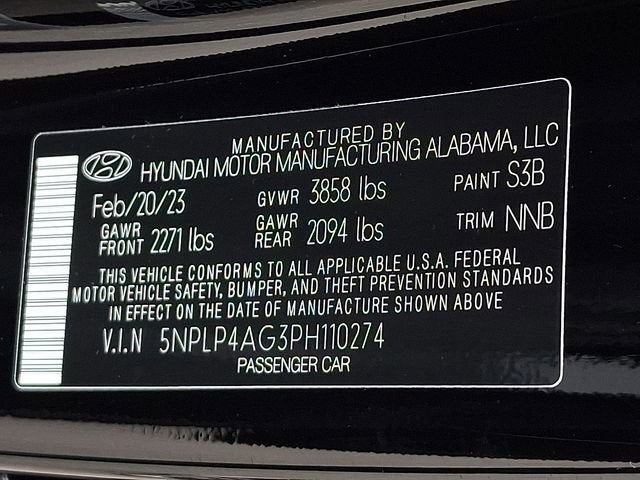 MANUFACTURED BY
HYUNDAI MOTOR MANUFACTURING ALABAMA, LLC
Feb/20/23 GVWR 3858 lbs PAINT S3B
GAWR FRONT 2271 lbs GAWR REAR 2094 lbs TRIM NNB
THIS VEHICLE CONFORMS TO ALL APPLICABLE U.S.A. FEDERAL
MOTOR VEHICLE SAFETY, BUMPER, AND THEFT PREVENTION STANDARDS
IN EFFECT ON THE DATE OF MANUFACTURE SHOWN ABOVE
V.I.N 5NPLP4AG3PH110274
PASSENGER CAR